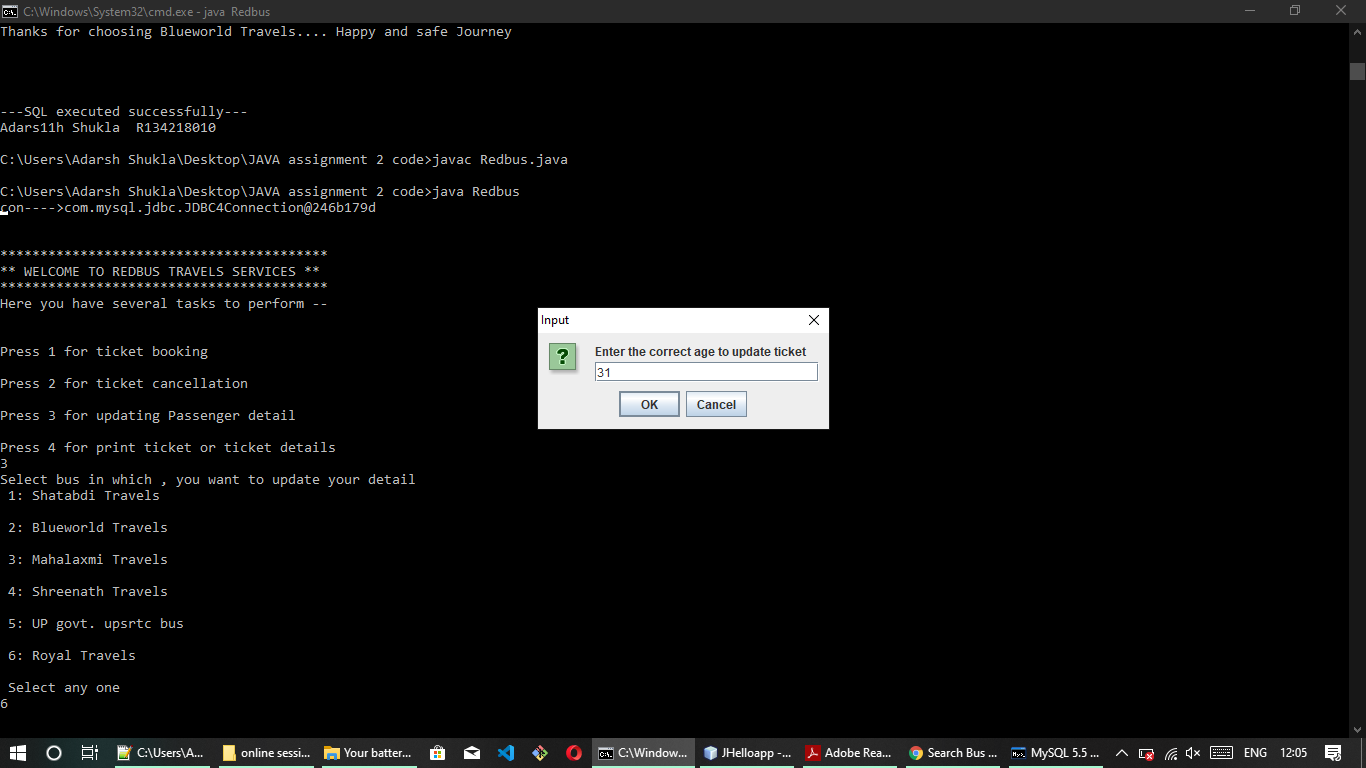 C:\Windows\System32\cmd.exe - java Redbus
Thanks for choosing Blueworld Travels.... Happy and safe Journey
---SQL executed successfully---
Adars11h Shukla  R134218010
C:\Users\Adarsh Shukla\Desktop\JAVA assignment 2 code>javac Redbus.java
C:\Users\Adarsh Shukla\Desktop\JAVA assignment 2 code>java Redbus
con---->com.mysql.jdbc.JDBC4Connection@246b179d
*****************************************
** WELCOME TO REDBUS TRAVELS SERVICES **
*****************************************
Here you have several tasks to perform --
Press 1 for ticket booking
Press 2 for ticket cancellation
Press 3 for updating Passenger detail
Press 4 for print ticket or ticket details
3
Select bus in which , you want to update your detail
1: Shatabdi Travels
2: Blueworld Travels
3: Mahalaxmi Travels
4: Shreenath Travels
5: UP govt. upsrtc bus
6: Royal Travels
Select any one
6
Input
?
Enter the correct age to update ticket
31
OK Cancel
C:\Users\A... online sessi... Your batter... C:\Window... JHelloapp -... Adobe Rea... Search Bus ... MySQL 5.5 ... ENG 12:05